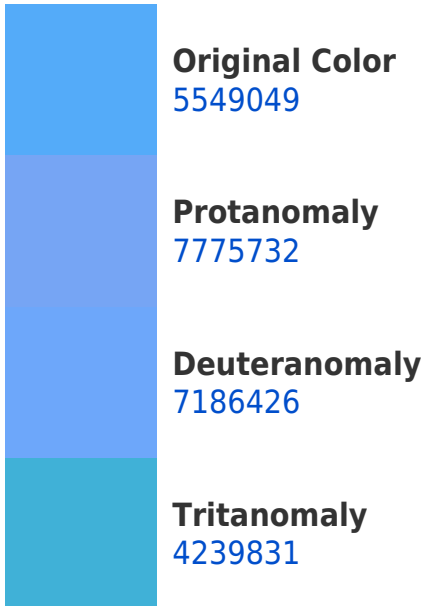 Original Color
5549049
Protanomaly
7775732
Deuteranomaly
7186426
Tritanomaly
4239831